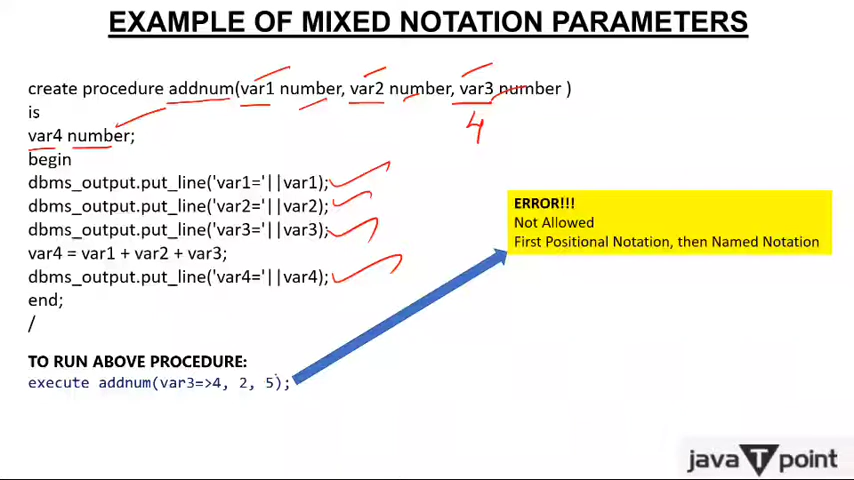 EXAMPLE OF MIXED NOTATION PARAMETERS
create procedure addnum(var1 number, var2 number, var3 number )
4
is
var4 number;
begin
dbms_output.put_line('var1='||var1);
dbms_output.put_line('var2='||var2);
dbms_output.put_line('var3='||var3);
var4 = var1 + var2 + var3;
dbms_output.put_line('var4='||var4);
end;
/
ERROR!!!
Not Allowed
First Positional Notation, then Named Notation
TO RUN ABOVE PROCEDURE:
execute addnum(var3=>4, 2, 5);
java T point